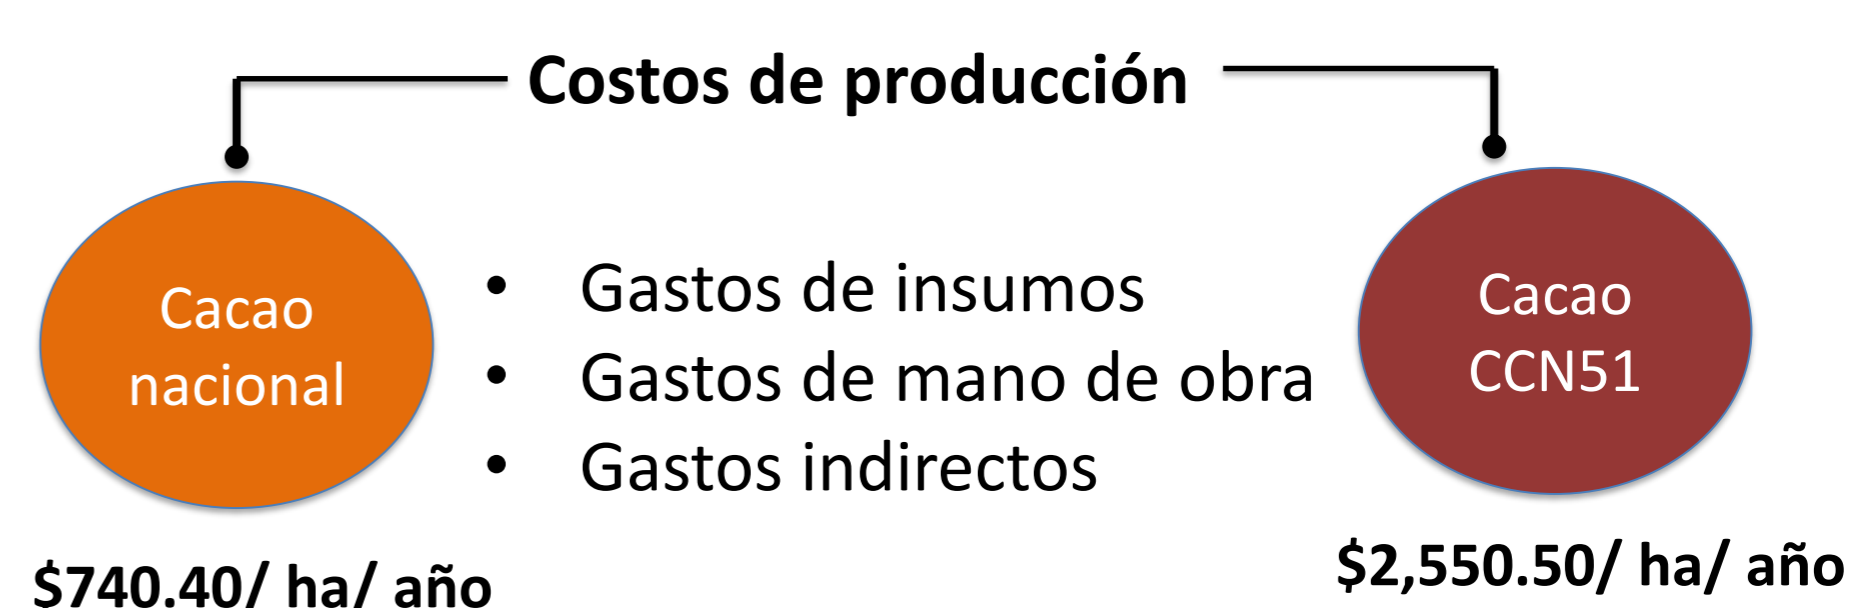 Costos de producción
Cacao
nacional
• Gastos de insumos
• Gastos de mano de obra
• Gastos indirectos
Cacao
CCN51
$740.40/ ha/ año
$2,550.50/ ha/ año